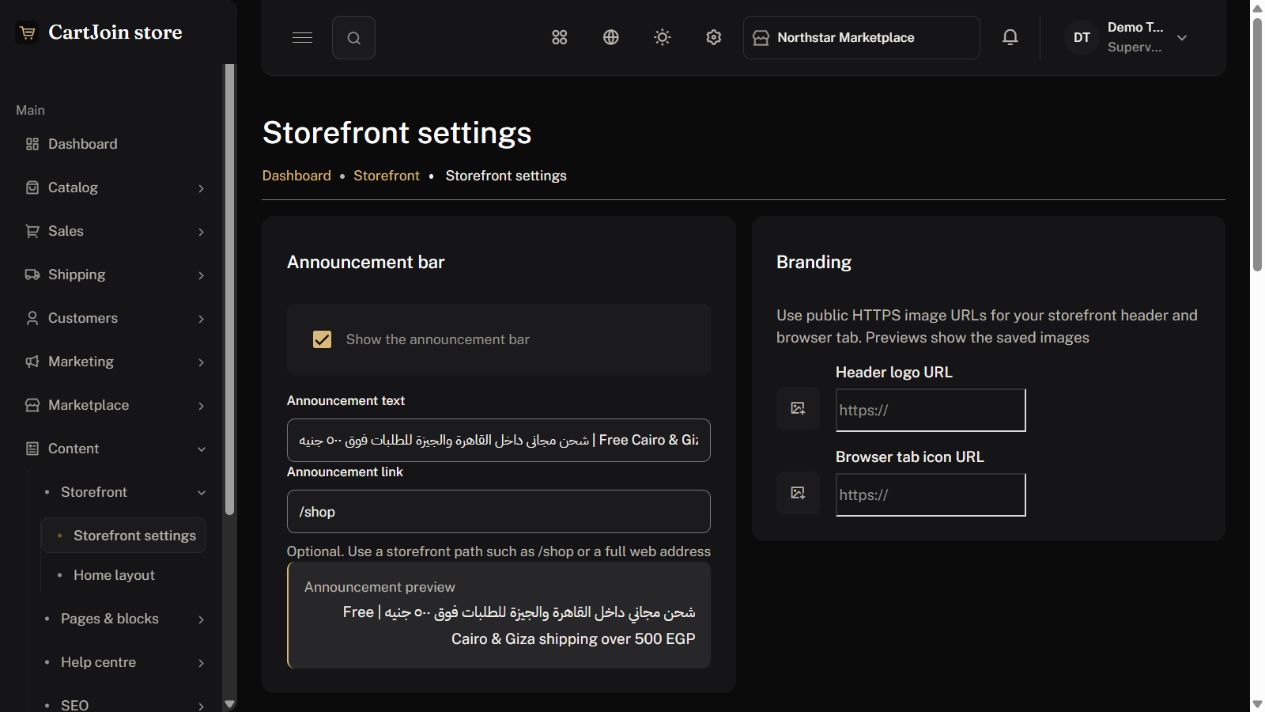 CartJoin store
Northstar Marketplace
DT
Demo T...
Superv...
Main
Dashboard
Catalog
Sales
Shipping
Customers
Marketing
Marketplace
Content
Storefront
Storefront settings
Home layout
Pages & blocks
Help centre
SEO
Storefront settings
Dashboard • Storefront • Storefront settings
Announcement bar
Show the announcement bar
Announcement text
شحن مجاني داخل القاهرة والجيزة للطلبات فوق ٥٠٠ جنيه | Free Cairo & Giz
Announcement link
/shop
Optional. Use a storefront path such as /shop or a full web address
Announcement preview
شحن مجاني داخل القاهرة والجيزة للطلبات فوق ٥٠٠ جنيه | Free
Cairo & Giza shipping over 500 EGP
Branding
Use public HTTPS image URLs for your storefront header and
browser tab. Previews show the saved images
Header logo URL
https://
Browser tab icon URL
https://